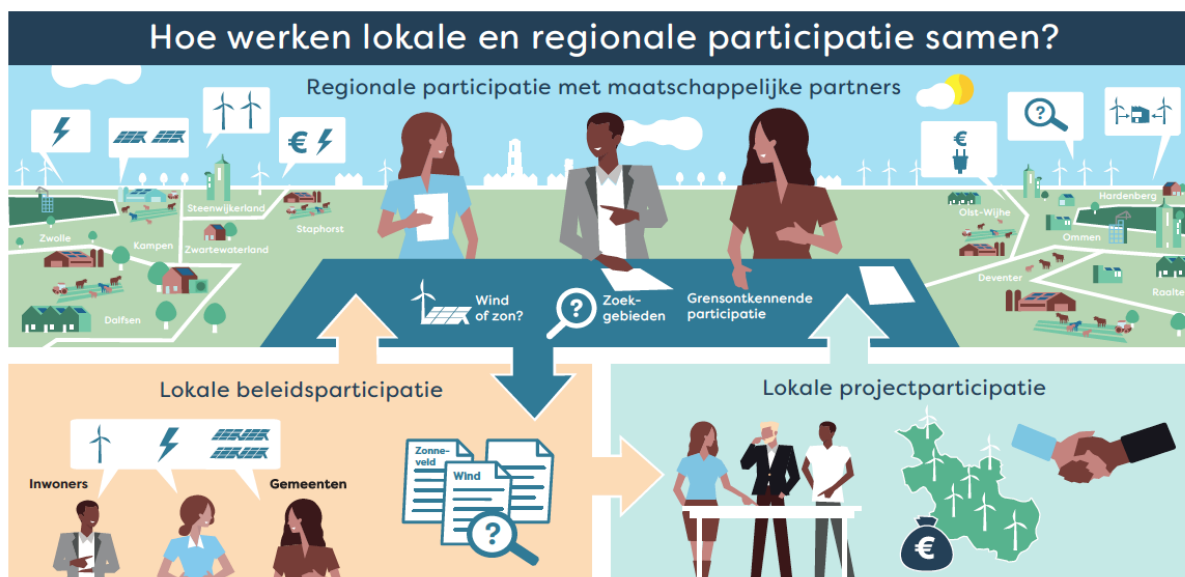 Hoe werken lokale en regionale participatie samen?
Regionale participatie met maatschappelijke partners
€
€
?
Steenwijkerland
Staphorst
Zwolle
Kampen
Zwartewaterland
Dalfsen
Hardenberg
Olst-Wijhe
Ommen
Deventer
Raalte
Wind
of zon?
?
Zoek-
gebieden
Grensontkennende
participatie
Lokale beleidsparticipatie
Inwoners
Gemeenten
Zonne-
veld
Wind
?
Lokale projectparticipatie
€